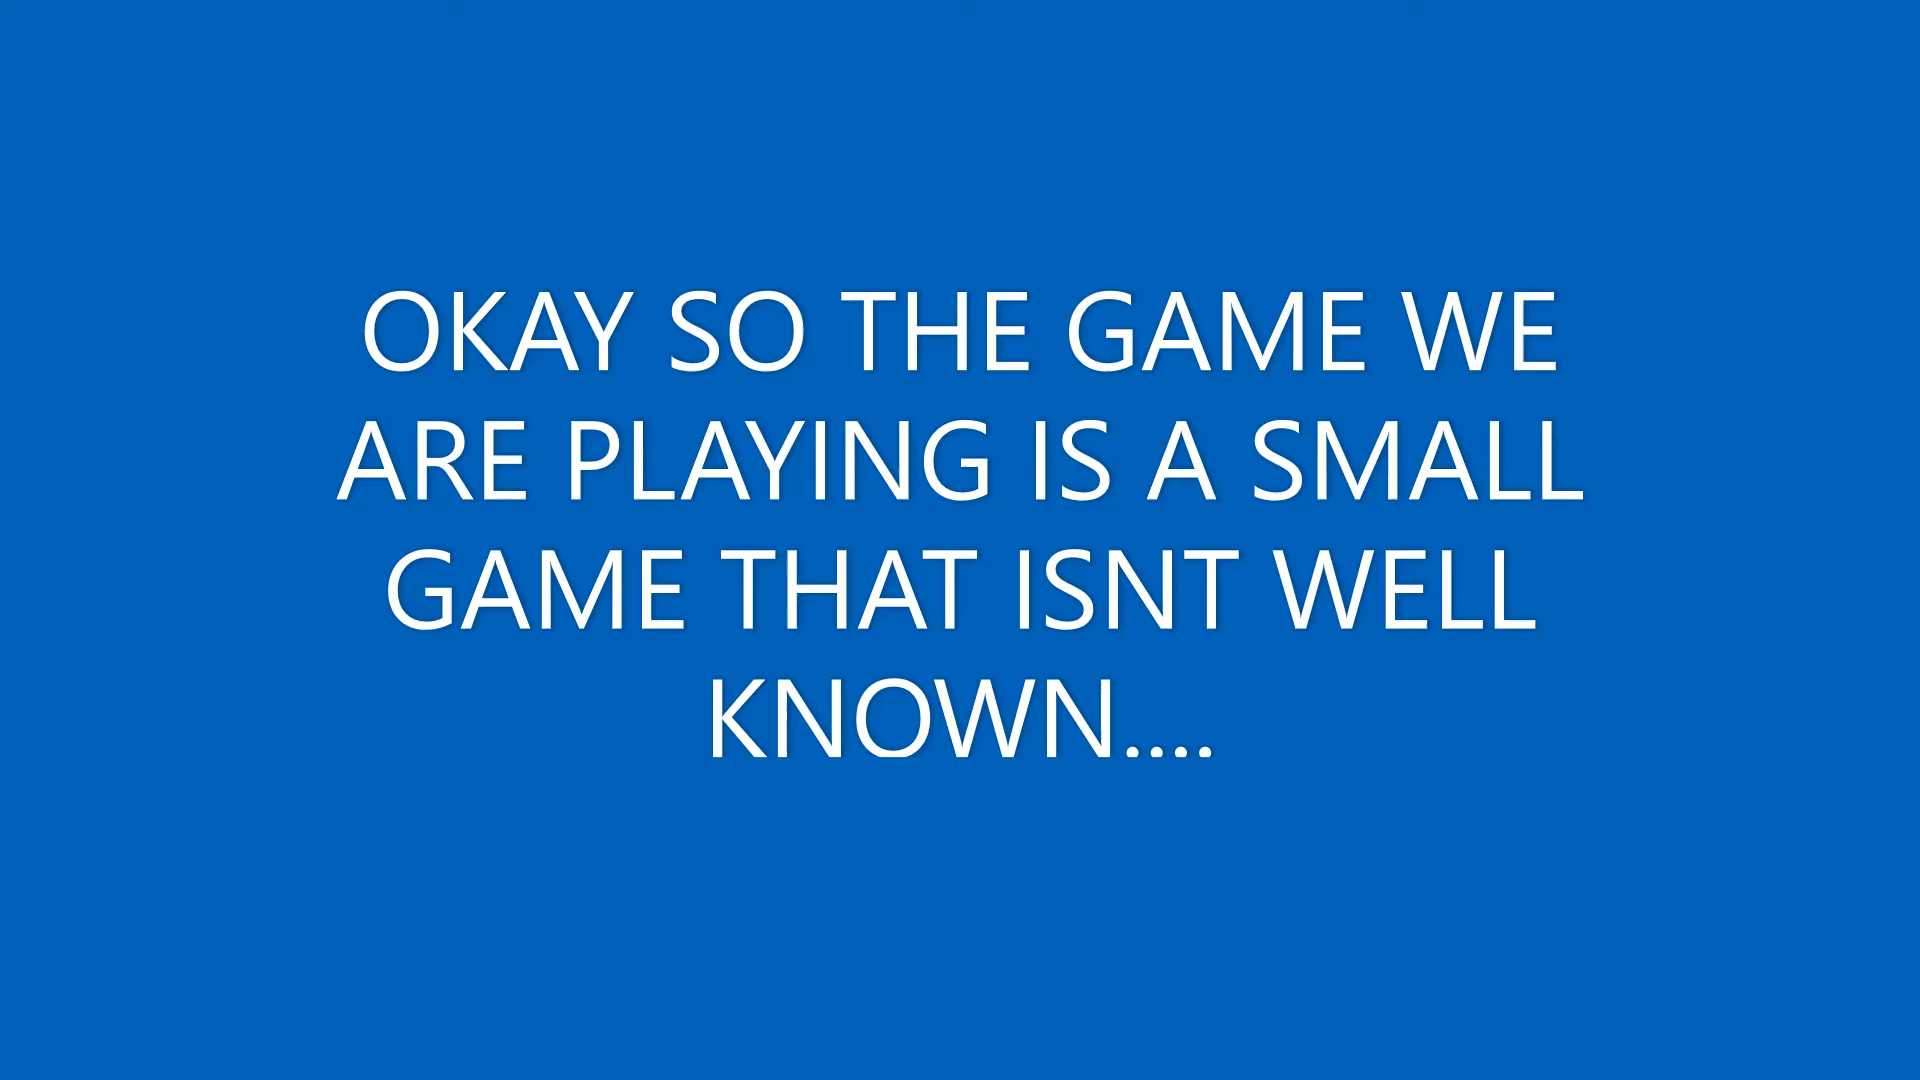 OKAY SO THE GAME WE
ARE PLAYING IS A SMALL
GAME THAT ISNT WELL
KNOWN....